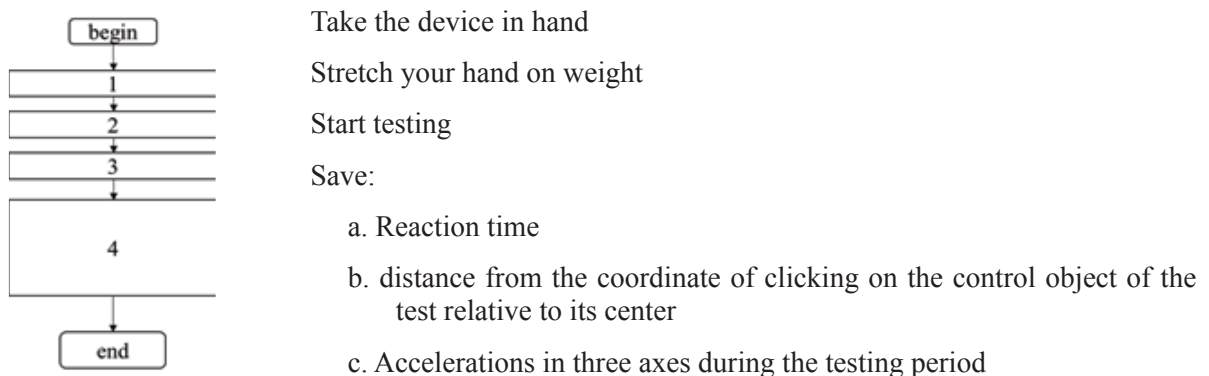 begin
1
2
3
4
end
Take the device in hand
Stretch your hand on weight
Start testing
Save:
a. Reaction time
b. distance from the coordinate of clicking on the control object of the
test relative to its center
c. Accelerations in three axes during the testing period